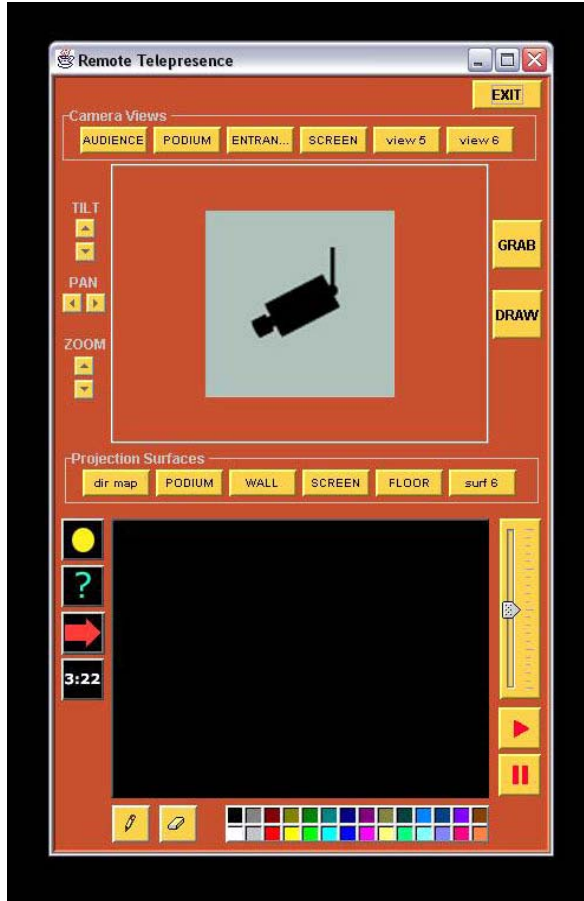 Remote Telepresence
EXIT
Camera Views
AUDIENCE PODIUM ENTRAN... SCREEN view 5 view 6
TILT
PAN
ZOOM
GRAB
DRAW
Projection Surfaces
dir map PODIUM WALL SCREEN FLOOR surf 6
?
3:22